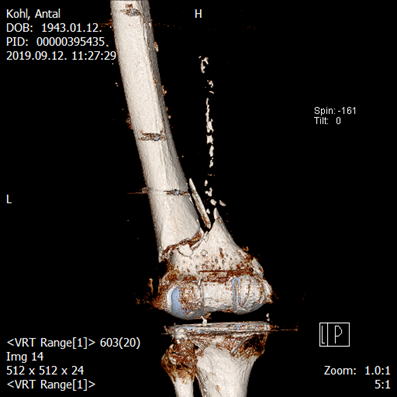 Kohl, Antal
DOB: 1943.01.12.
PID: 00000395435.
2019.09.12. 11:27:29
H
Spin: -161
Tilt: 0
L
L P
<VRT Range[1]> 603(20)
Img 14
512 x 512 x 24
<VRT Range[1]>
Zoom: 1.0:1
5:1